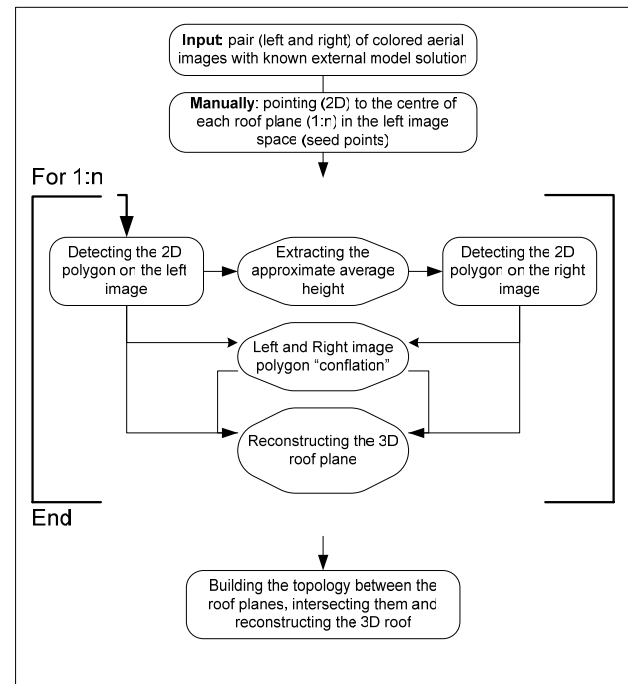 Input: pair (left and right) of colored aerial
images with known external model solution
Manually: pointing (2D) to the centre of
each roof plane (1:n) in the left image
space (seed points)
For 1:n
Detecting the 2D
polygon on the left
image
Extracting the
approximate average
height
Detecting the 2D
polygon on the right
image
Left and Right image
polygon “conflation”
Reconstructing the 3D
roof plane
End
Building the topology between the
roof planes, intersecting them and
reconstructing the 3D roof